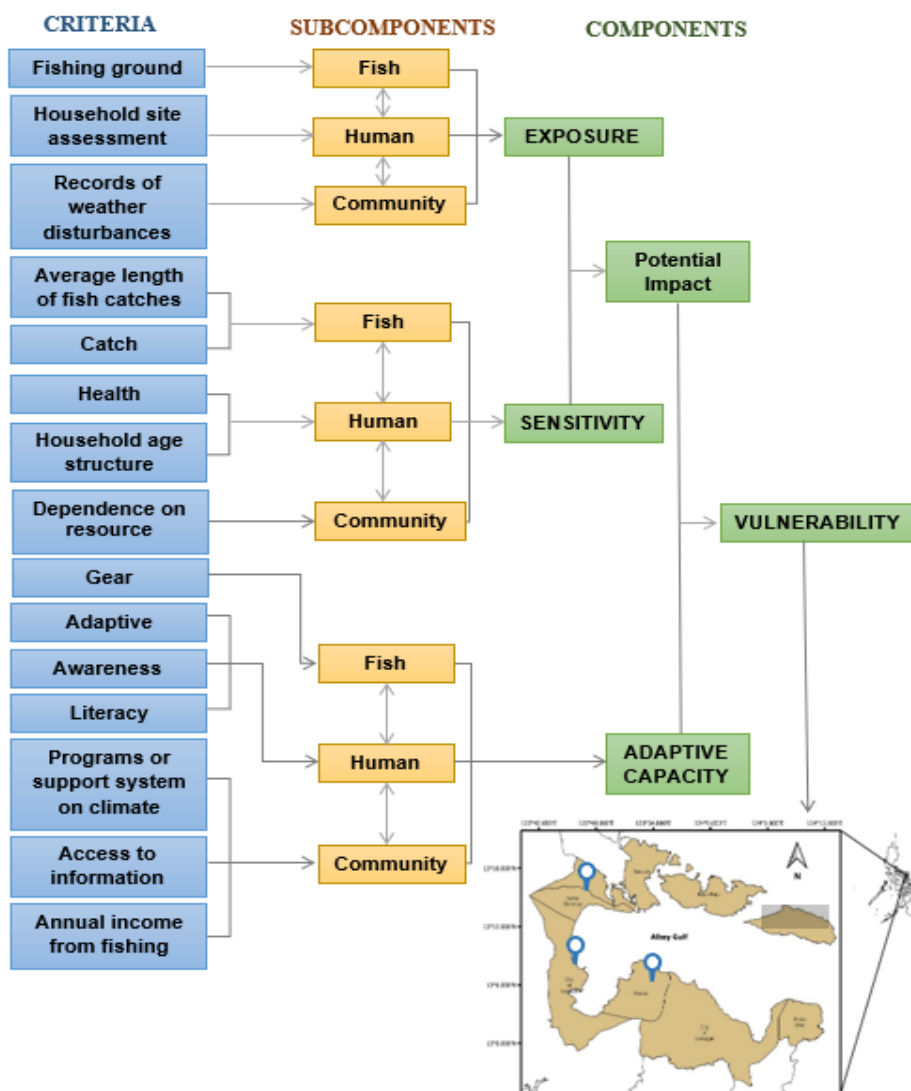 CRITERIA
SUBCOMPONENTS
COMPONENTS
Fishing ground
Household site
assessment
Records of
weather
disturbances
Average length
of fish catches
Catch
Health
Household age
structure
Dependence on
resource
Gear
Adaptive
Awareness
Literacy
Programs or
support system
on climate
Access to
information
Annual income
from fishing
Fish
Human
Community
Fish
Human
Community
Fish
Human
Community
EXPOSURE
Potential
Impact
SENSITIVITY
VULNERABILITY
ADAPTIVE
CAPACITY
N
Albay Gulf